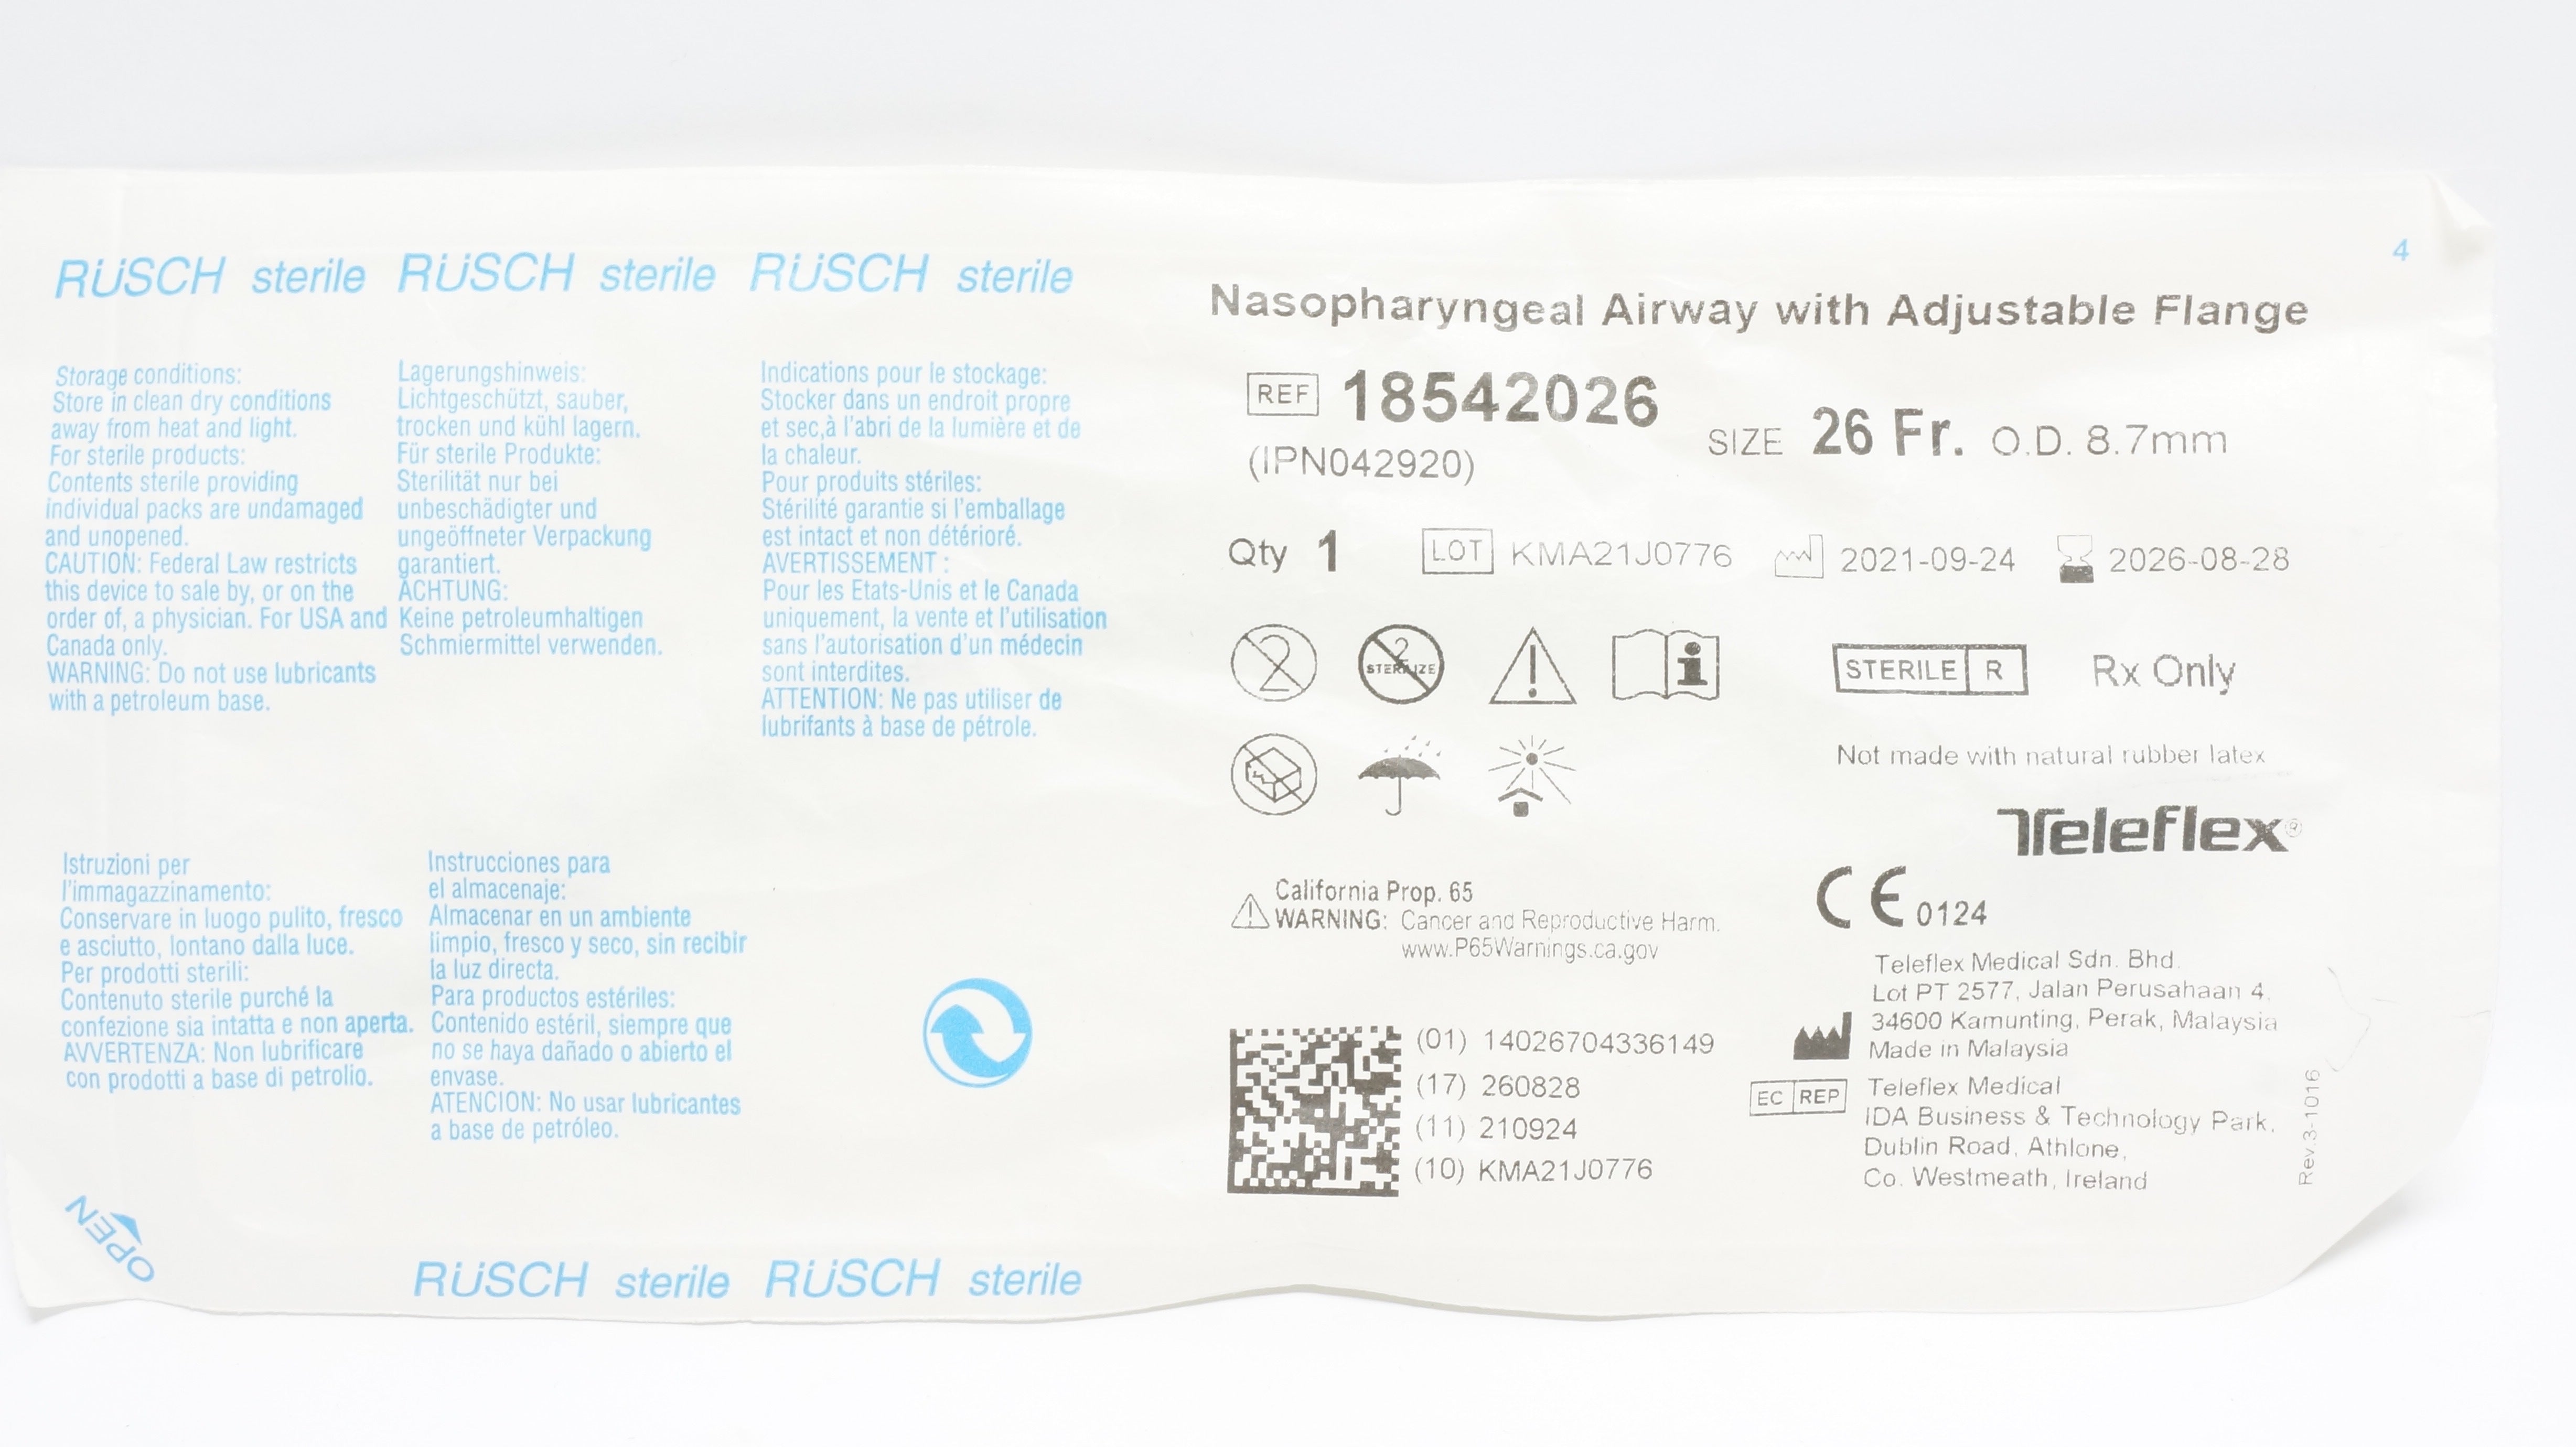 RÜSCH sterile RÜSCH sterile RÜSCH sterile
Storage conditions:
Store in clean dry conditions
away from heat and light.
For sterile products:
Contents sterile providing
individual packs are undamaged
and unopened.
CAUTION: Federal Law restricts
this device to sale by, or on the
order of, a physician. For USA and
Canada only.
WARNING: Do not use lubricants
with a petroleum base.
Lagerungshinweis:
Lichtgeschützt, sauber,
trocken und kühl lagern.
Für sterile Produkte:
Sterilität nur bei
unbeschädigter und
ungeöffneter Verpackung
garantiert.
ACHTUNG:
Keine petroleumhaltigen
Schmiermittel verwenden.
Indications pour le stockage:
Stocker dans un endroit propre
et sec,à l'abri de la lumière et de
la chaleur.
Pour produits stériles:
Stérilité garantie si l'emballage
est intact et non détérioré.
AVERTISSEMENT :
Pour les Etats-Unis et le Canada
uniquement, la vente et l'utilisation
sans l'autorisation d'un médecin
sont interdites.
ATTENTION: Ne pas utiliser de
lubrifants à base de pétrole.
Istruzioni per
l'immagazzinamento:
Conservare in luogo pulito, fresco
e asciutto, lontano dalla luce.
Per prodotti sterili:
Contenuto sterile purché la
confezione sia intatta e non aperta.
AVVERTENZA: Non lubrificare
con prodotti a base di petrolio.
Instrucciones para
el almacenaje:
Almacenar en un ambiente
limpio, fresco y seco, sin recibir
la luz directa.
Para productos estériles:
Contenido estéril, siempre que
no se haya dañado o abierto el
envase.
ATENCION: No usar lubricantes
a base de petróleo.
OPEN
RÜSCH sterile RÜSCH sterile
4
Nasopharyngeal Airway with Adjustable Flange
REF 18542026
(IPN042920)
SIZE 26 Fr. O.D. 8.7mm
Qty 1 LOT KMA21J0776 2021-09-24 2026-08-28
2 2 STERILIZE
STERILE R Rx Only
Not made with natural rubber latex
Teleflex®
CE 0124
California Prop. 65
WARNING: Cancer and Reproductive Harm.
www.P65Warnings.ca.gov
(01) 14026704336149
(17) 260828
(11) 210924
(10) KMA21J0776
Teleflex Medical Sdn. Bhd.
Lot PT 2577, Jalan Perusahaan 4,
34600 Kamunting, Perak, Malaysia
Made in Malaysia
EC REP Teleflex Medical
IDA Business & Technology Park,
Dublin Road, Athlone,
Co. Westmeath, Ireland
Rev.3-1016